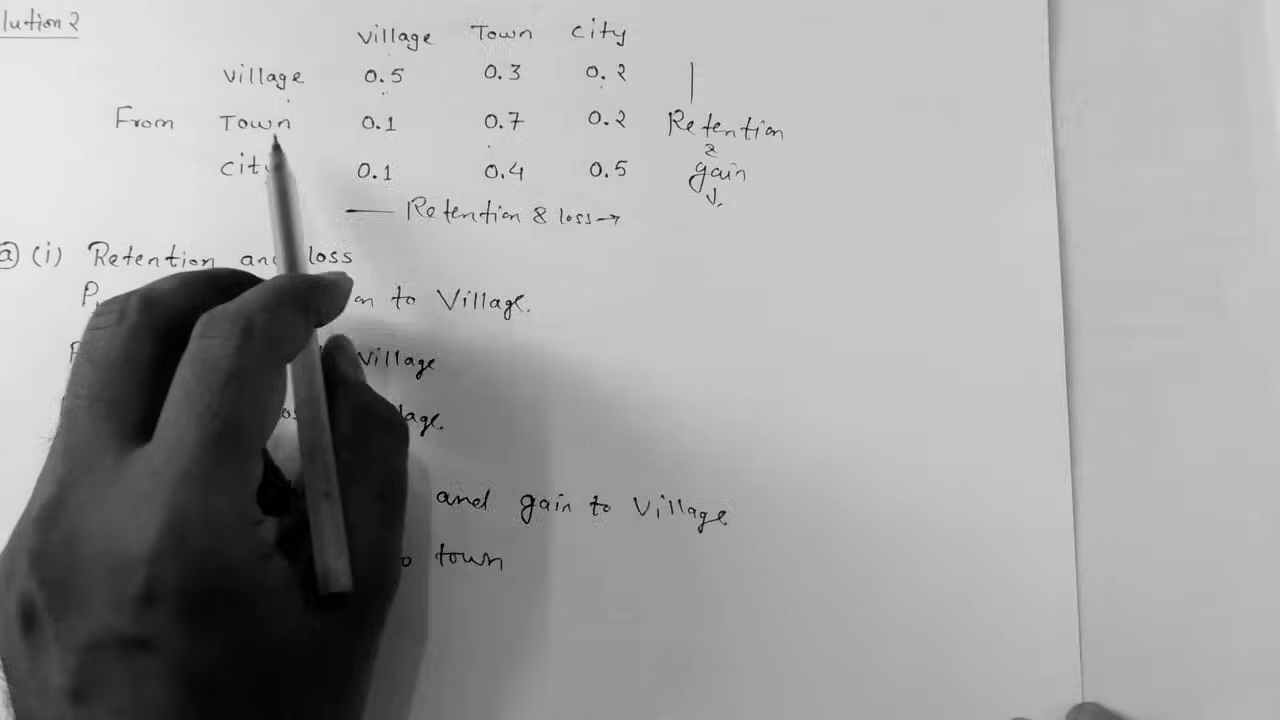 lution 2
Village Town City
Village 0.5 0.3 0.2
From Town 0.1 0.7 0.2 Retention
&
City 0.1 0.4 0.5 gain
Retention & loss
(a) (i) Retention and loss
to Village.
Village
and gain to Village
town